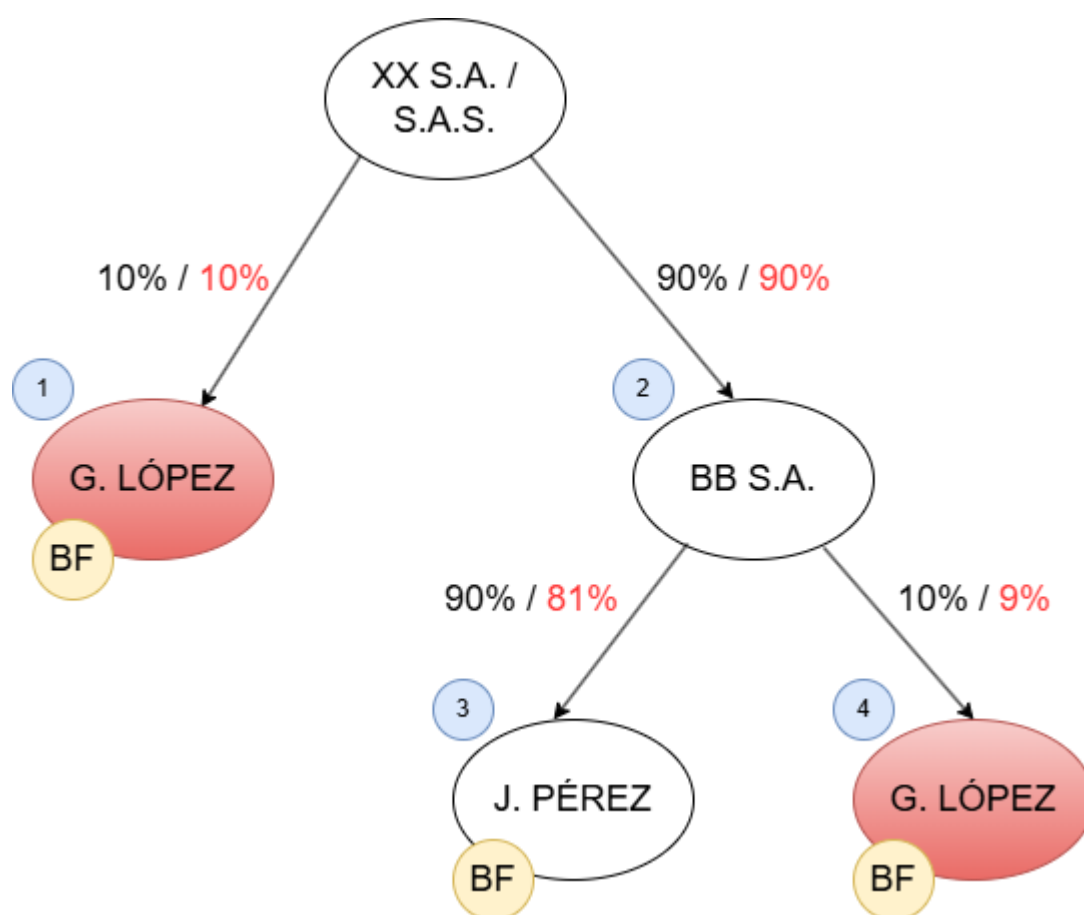 XX S.A. /
S.A.S.
10% / 10%
90% / 90%
1
G. LÓPEZ
BF
2
BB S.A.
90% / 81%
10% / 9%
3
J. PÉREZ
BF
4
G. LÓPEZ
BF